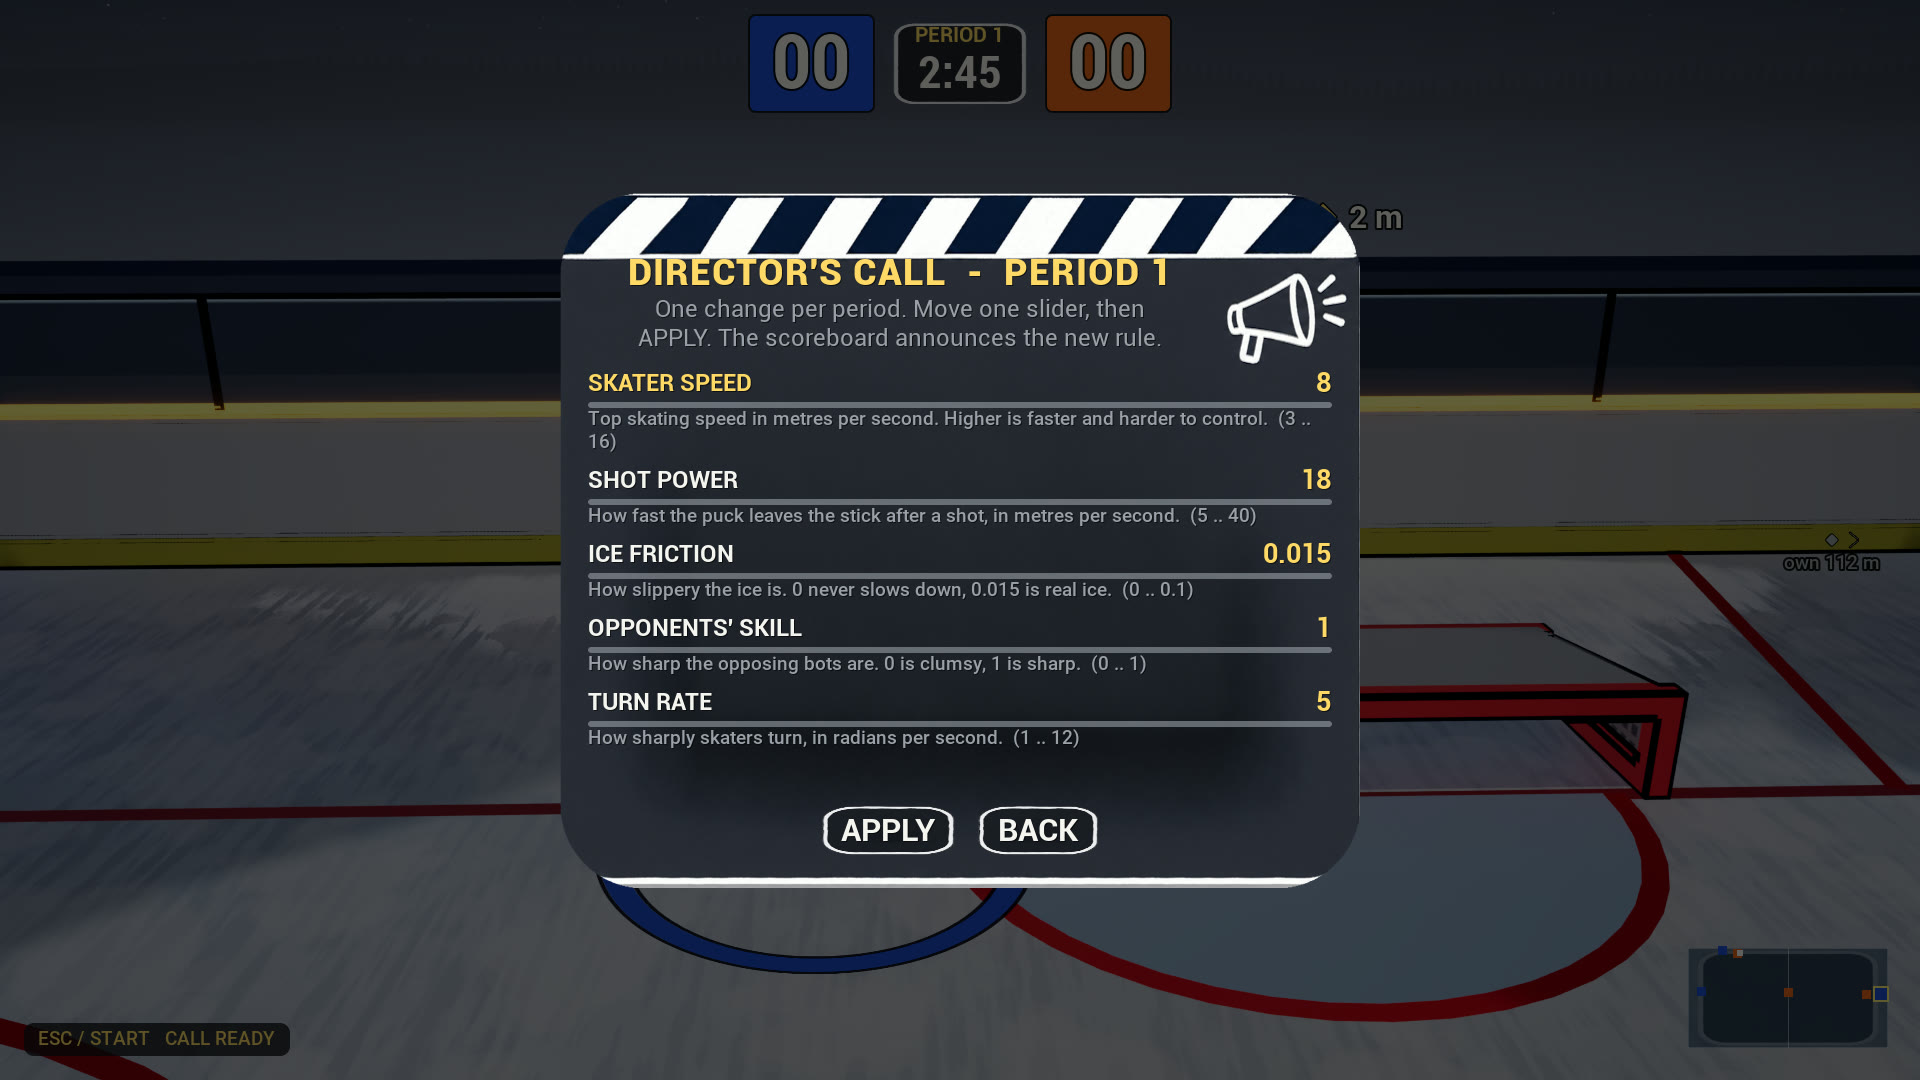 00
PERIOD 1
2:45
00
2 m
DIRECTOR'S CALL - PERIOD 1
One change per period. Move one slider, then
APPLY. The scoreboard announces the new rule.
SKATER SPEED 8
Top skating speed in metres per second. Higher is faster and harder to control. (3 ..
16)
SHOT POWER 18
How fast the puck leaves the stick after a shot, in metres per second. (5 .. 40)
ICE FRICTION 0.015
How slippery the ice is. 0 never slows down, 0.015 is real ice. (0 .. 0.1)
OPPONENTS' SKILL 1
How sharp the opposing bots are. 0 is clumsy, 1 is sharp. (0 .. 1)
TURN RATE 5
How sharply skaters turn, in radians per second. (1 .. 12)
own 112 m
APPLY BACK
ESC / START CALL READY